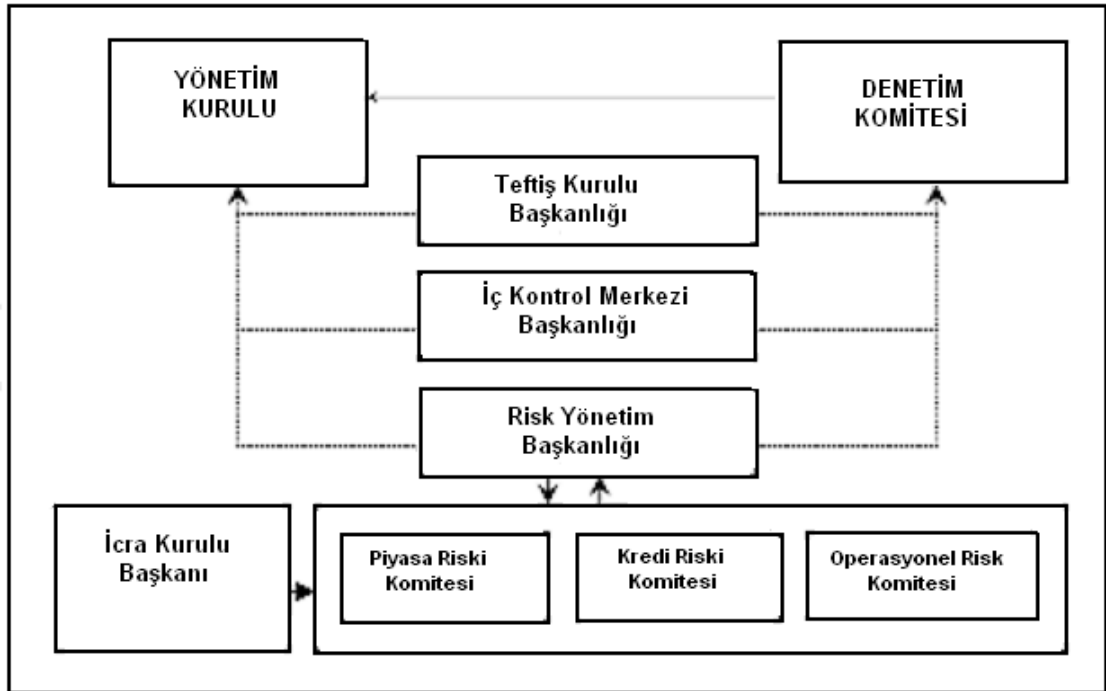 YÖNETİM
KURULU
DENETİM
KOMİTESİ
Teftiş Kurulu
Başkanlığı
İç Kontrol Merkezi
Başkanlığı
Risk Yönetim
Başkanlığı
İcra Kurulu
Başkanı
Piyasa Riski
Komitesi
Kredi Riski
Komitesi
Operasyonel Risk
Komitesi